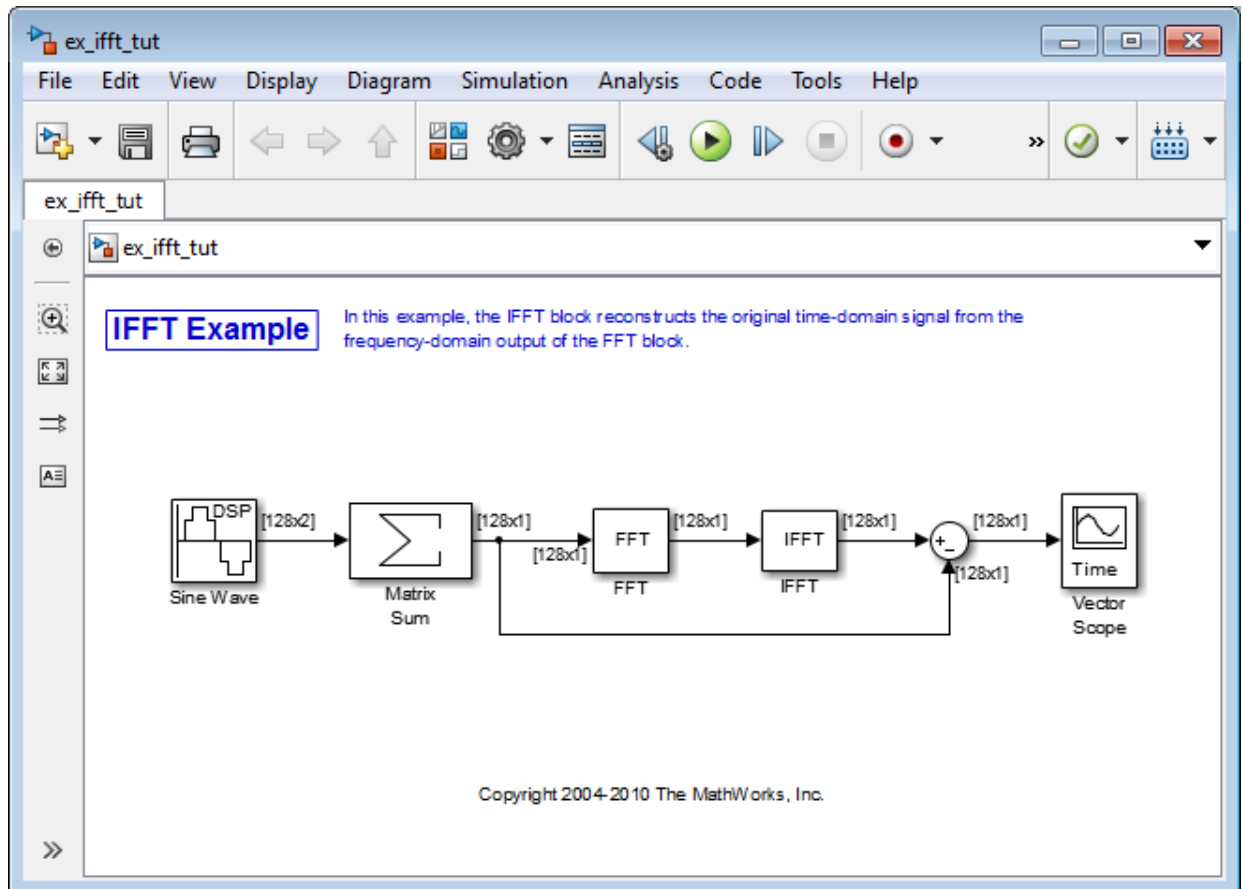 ex_ifft_tut
File Edit View Display Diagram Simulation Analysis Code Tools Help
ex_ifft_tut
ex_ifft_tut
IFFT Example
In this example, the IFFT block reconstructs the original time-domain signal from the
frequency-domain output of the FFT block.
DSP
[128x2]
Sine Wave
[128x1]
[128x1]
Matrix
Sum
FFT
FFT
[128x1]
IFFT
IFFT
[128x1]
+
-
[128x1]
[128x1]
Time
Vector
Scope
Copyright 2004-2010 The MathWorks, Inc.